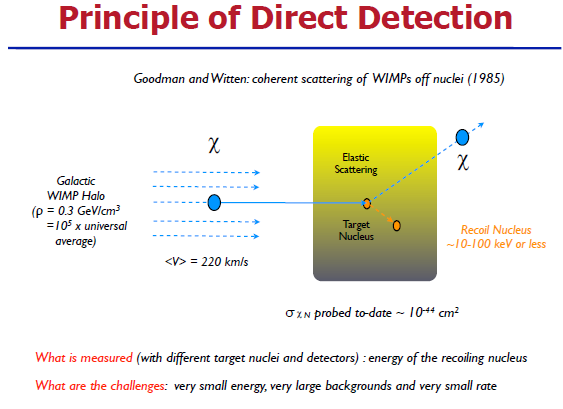 Principle of Direct Detection
Goodman and Witten: coherent scattering of WIMPs off nuclei (1985)
χ
Galactic
WIMP Halo
(ρ = 0.3 GeV/cm³
=10⁵ x universal
average)
<V> = 220 km/s
Elastic
Scattering
Target
Nucleus
χ
Recoil Nucleus
~10-100 keV or less
σχN probed to-date ~ 10⁻⁴⁴ cm²
What is measured (with different target nuclei and detectors) : energy of the recoiling nucleus
What are the challenges: very small energy, very large backgrounds and very small rate